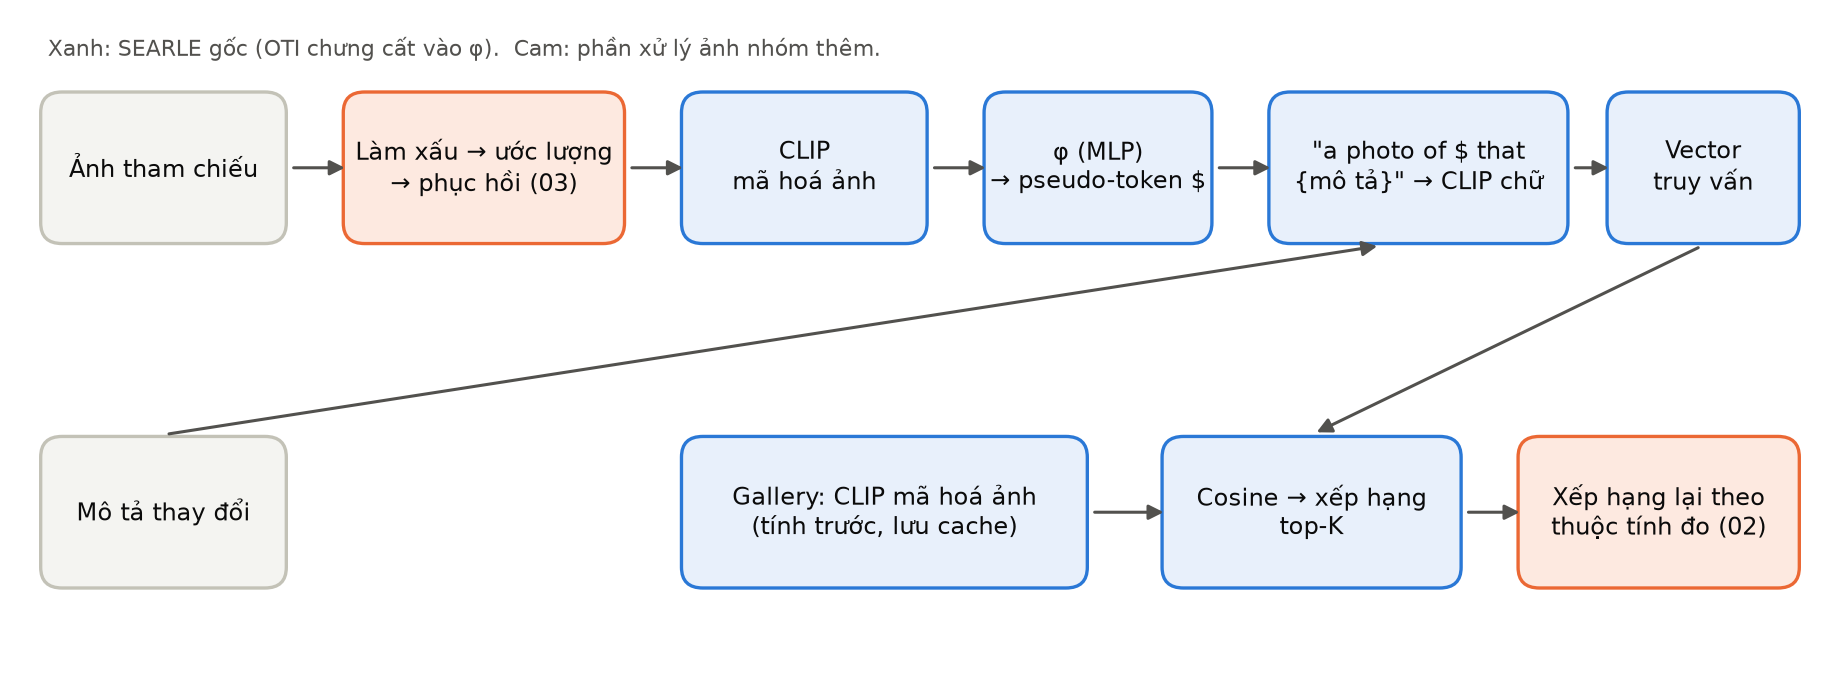 Xanh: SEARLE gốc (OTI chưng cất vào φ).  Cam: phần xử lý ảnh nhóm thêm.
Ảnh tham chiếu
Làm xấu → ước lượng
→ phục hồi (03)
CLIP
mã hoá ảnh
φ (MLP)
→ pseudo-token $
"a photo of $ that
{mô tả}" → CLIP chữ
Vector
truy vấn
Mô tả thay đổi
Gallery: CLIP mã hoá ảnh
(tính trước, lưu cache)
Cosine → xếp hạng
top-K
Xếp hạng lại theo
thuộc tính đo (02)